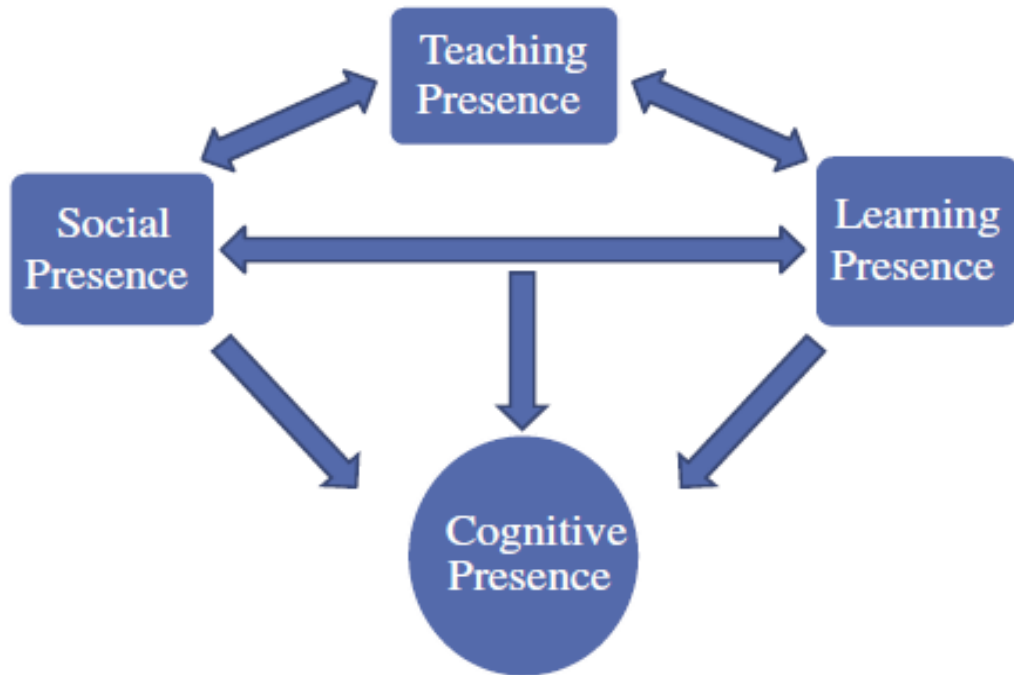 Teaching
Presence
Social
Presence
Learning
Presence
Cognitive
Presence